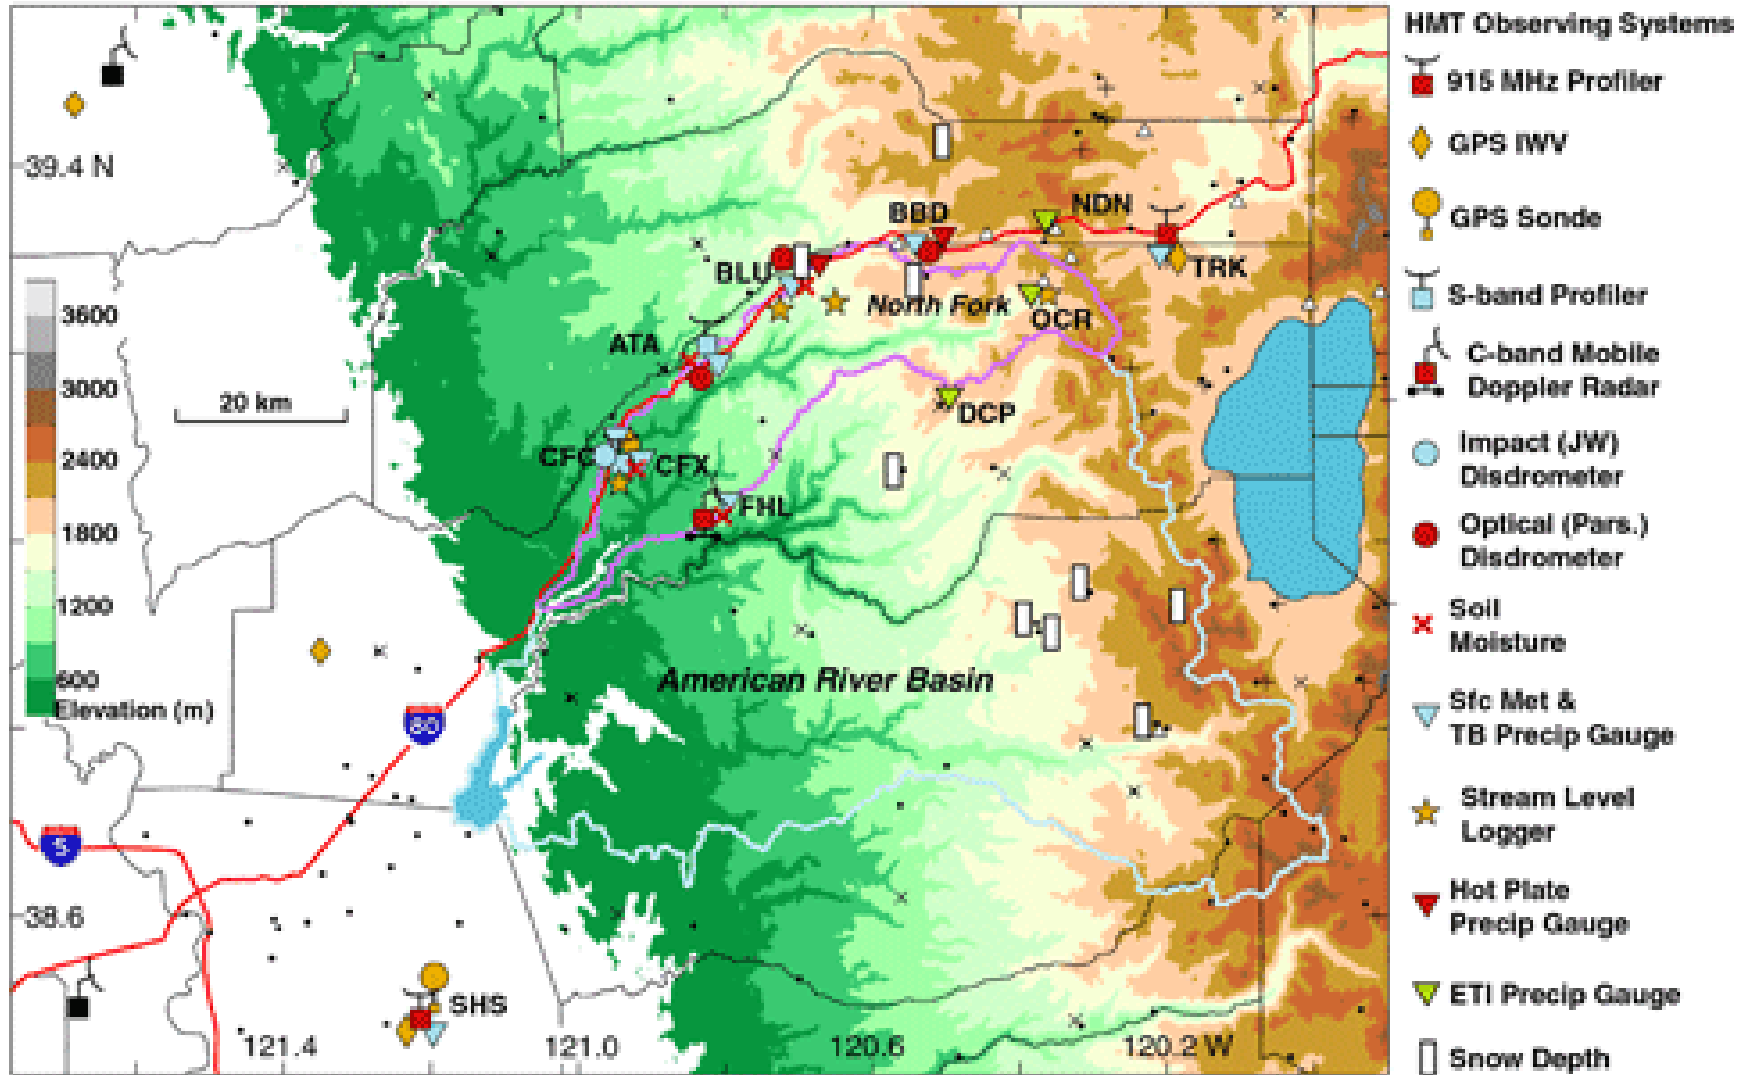 HMT Observing Systems
915 MHz Profiler
GPS IWV
GPS Sonde
S-band Profiler
C-band Mobile
Doppler Radar
Impact (JW)
Disdrometer
Optical (Pars.)
Disdrometer
Soil
Moisture
Sfc Met &
TB Precip Gauge
Stream Level
Logger
Hot Plate
Precip Gauge
ETI Precip Gauge
Snow Depth
39.4 N
NDN
BBD
TRK
BLU
North Fork
OCR
3600
ATA
3000
20 km
DCP
2400
CFC
CFX
FHL
1800
1200
600
American River Basin
Elevation (m)
80
5
38.6
SHS
121.4
121.0
120.6
120.2 W